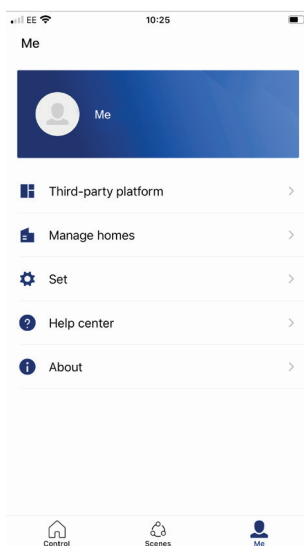 EE 10:25
Me
Me
Third-party platform
Manage homes
Set
Help center
About
Control Scenes Me